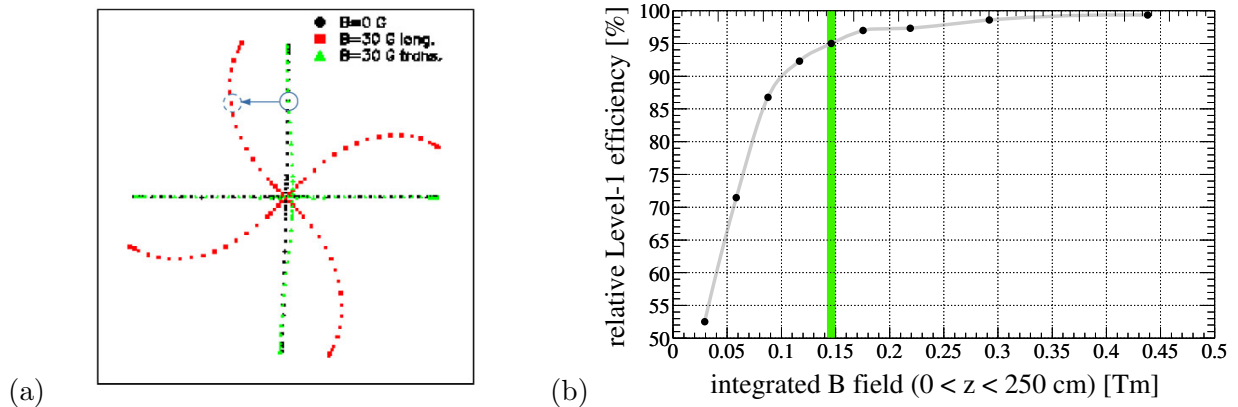 (a)
B=0 G
B=30 G long.
B=30 G trans.
(b)
relative Level-1 efficiency [%]
100
95
90
85
80
75
70
65
60
55
50
0 0.05 0.1 0.15 0.2 0.25 0.3 0.35 0.4 0.45 0.5
integrated B field (0 < z < 250 cm) [Tm]